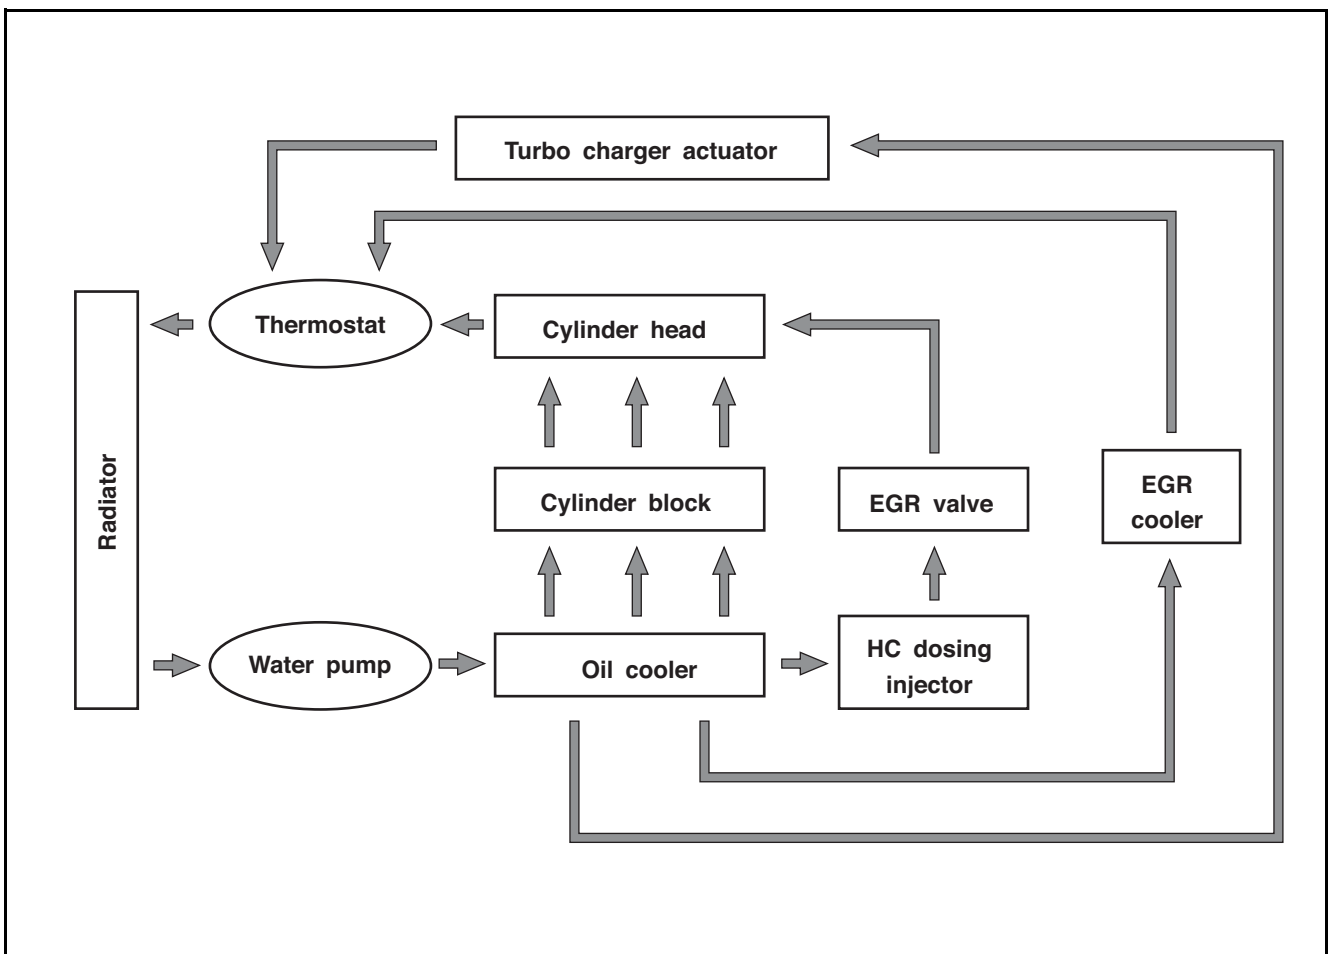 Turbo charger actuator
Thermostat
Cylinder head
Radiator
Cylinder block
EGR valve
EGR
cooler
Water pump
Oil cooler
HC dosing
injector